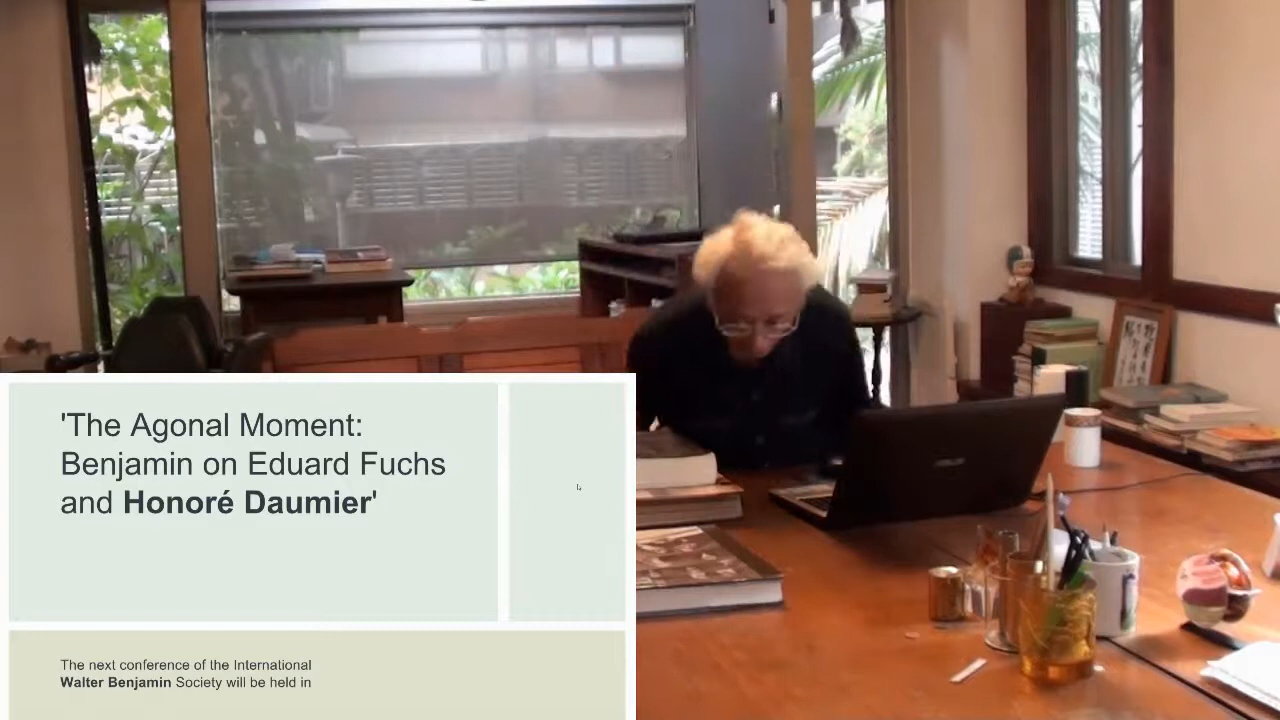 'The Agonal Moment:
Benjamin on Eduard Fuchs
and Honoré Daumier'
The next conference of the International
Walter Benjamin Society will be held in